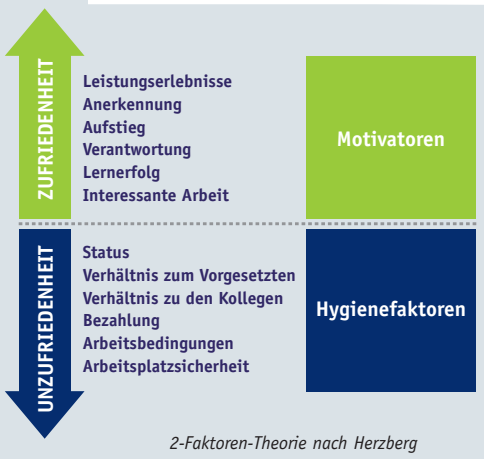 ZUFRIEDENHEIT
Leistungserlebnisse
Anerkennung
Aufstieg
Verantwortung
Lernerfolg
Interessante Arbeit
Motivatoren
UNZUFRIEDENHEIT
Status
Verhältnis zum Vorgesetzten
Verhältnis zu den Kollegen
Bezahlung
Arbeitsbedingungen
Arbeitsplatzsicherheit
Hygienefaktoren
2-Faktoren-Theorie nach Herzberg